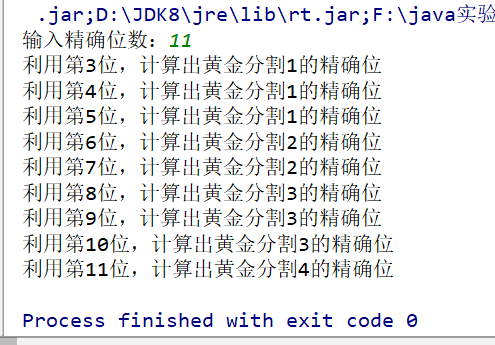 .jar;D:\JDK8\jre\lib\rt.jar;F:\java实验
输入精确位数：11
利用第3位，计算出黄金分割1的精确位
利用第4位，计算出黄金分割1的精确位
利用第5位，计算出黄金分割1的精确位
利用第6位，计算出黄金分割2的精确位
利用第7位，计算出黄金分割2的精确位
利用第8位，计算出黄金分割3的精确位
利用第9位，计算出黄金分割3的精确位
利用第10位，计算出黄金分割3的精确位
利用第11位，计算出黄金分割4的精确位
Process finished with exit code 0